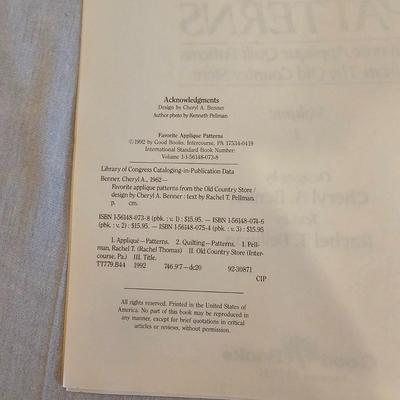 Acknowledgments
Design by Cheryl A. Benner
Author photo by Kenneth Pellman
Favorite Applique Patterns
©1992 by Good Books, Intercourse, PA 17534-0419
International Standard Book Number:
Volume 1-1-56148-073-8
Library of Congress Cataloging-in-Publication Data
Benner, Cheryl A., 1962–
Favorite applique patterns from the Old Country Store /
design by Cheryl A. Benner : text by Rachel T. Pellman.
p. cm.
ISBN 1-56148-073-8 (pbk. : v. 1) : $15.95. — ISBN 1-56148-074-6
(pbk. : v. 2) : $15.95. — ISBN 1-56148-075-4 (pbk. : v. 3) : $15.95
1. Appliqué—Patterns. 2. Quilting—Patterns. I. Pell-
man, Rachel T. (Rachel Thomas) II. Old Country Store (Inter-
course, Pa.) III. Title.
TT779.B44 1992 746.9'7–dc20 92-30871
CIP
All rights reserved. Printed in the United States of
America. No part of this book may be reproduced in
any manner, except for brief quotations in critical
articles or reviews, without permission.